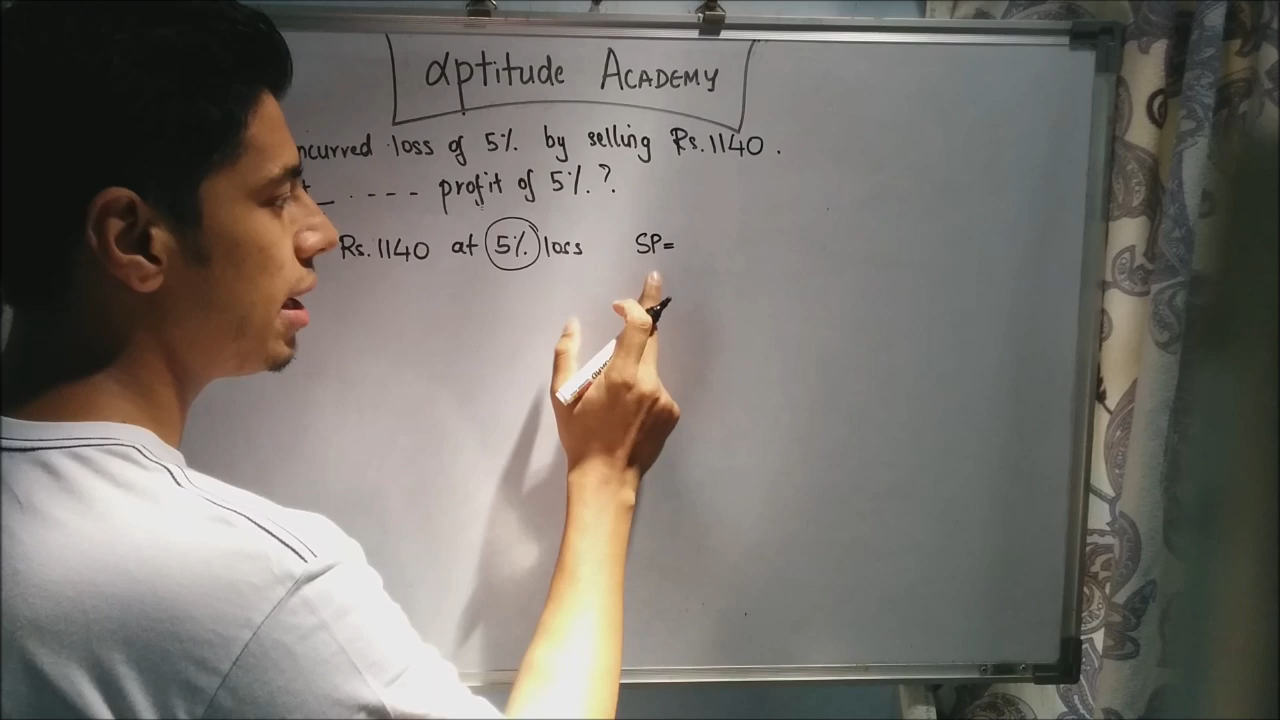 aptitude ACADEMY
ncurred loss of 5% by selling Rs.1140.
---- profit of 5%.?
Rs.1140 at 5% loss SP=